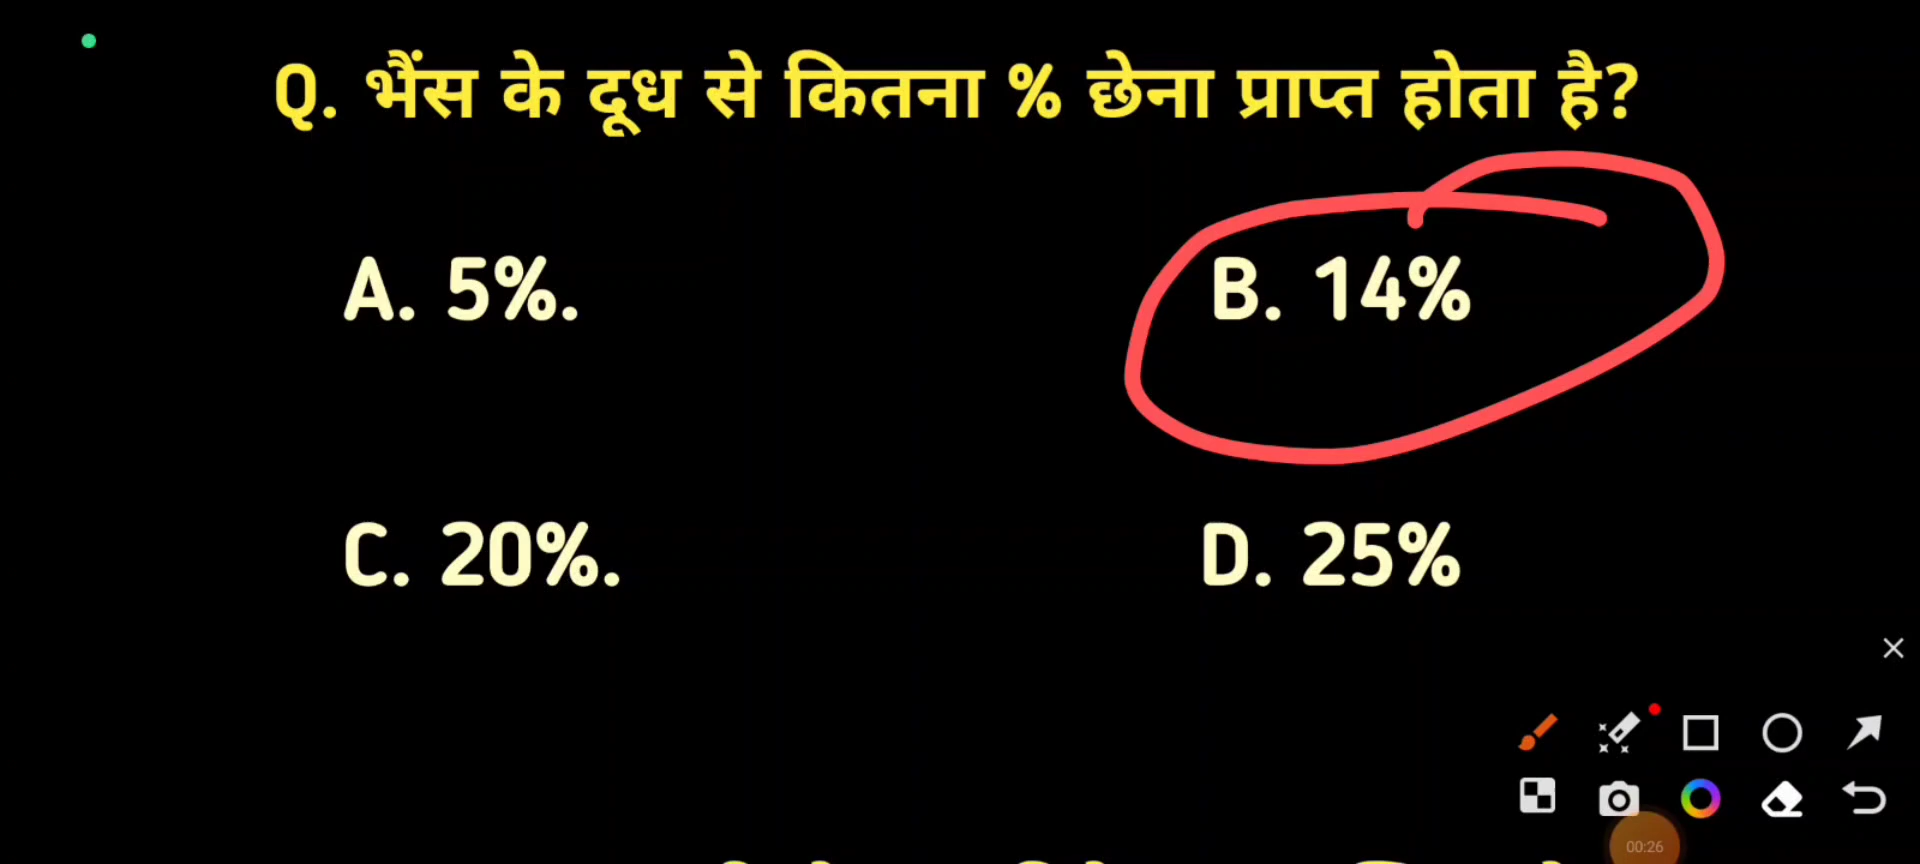 Q. भैंस के दूध से कितना % छेना प्राप्त होता है?
A. 5%.
B. 14%
C. 20%.
D. 25%
00:26